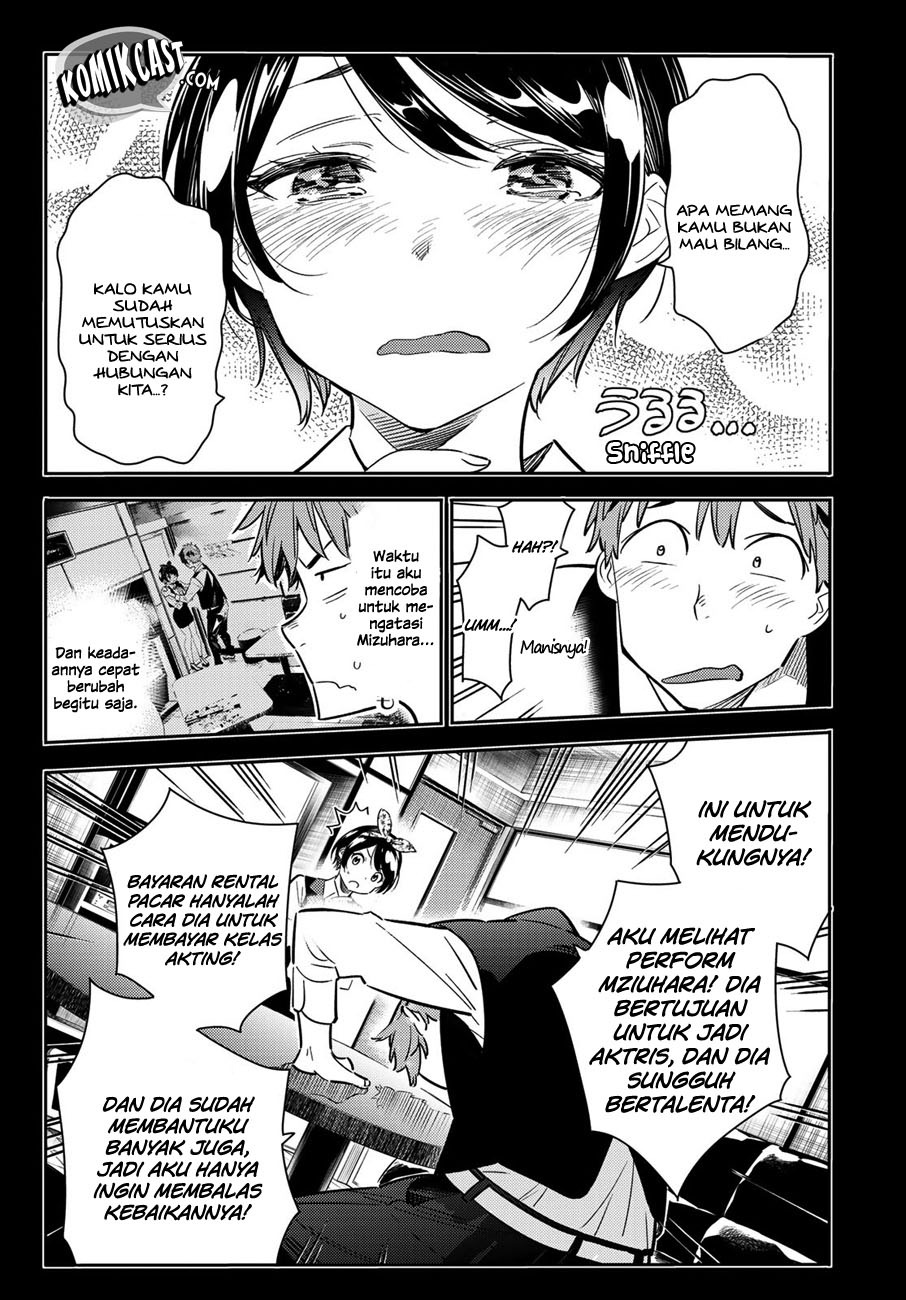 KOMIKCAST
.COM
APA MEMANG
KAMU BUKAN
MAU BILANG...
KALO KAMU
SUDAH
MEMUTUSKAN
UNTUK SERIUS
DENGAN
HUBUNGAN
KITA..?
うるる...
Sniffle
HAH?!
UMM...!
Manisnya!
Waktu
itu aku
mencoba
untuk me-
ngatasi
Mizuhara...
Dan keada-
annya cepat
berubah
begitu saja.
INI UNTUK
MENDU-
KUNGNYA!
AKU MELIHAT
PERFORM
MZIUHARA! DIA
BERTUJUAN
UNTUK JADI
AKTRIS, DAN DIA
SUNGGUH
BERTALENTA!
BAYARAN RENTAL
PACAR HANYALAH
CARA DIA UNTUK
MEMBAYAR KELAS
AKTING!
DAN DIA SUDAH
MEMBANTUKU
BANYAK JUGA,
JADI AKU HANYA
INGIN MEMBALAS
KEBAIKANNYA!